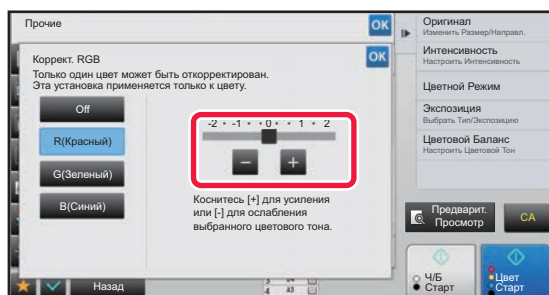 Прочие
OK
Коррект. RGB
OK
Только один цвет может быть откорректирован.
Эта установка применяется только к цвету.
Off
R(Красный)
G(Зеленый)
B(Синий)
-2 • -1 • • 0 • • 1 • 2
− +
Коснитесь [+] для усиления
или [-] для ослабления
выбранного цветового тона.
Назад
Оригинал
Изменить Размер/Направл.
Интенсивность
Настроить Интенсивность
Цветной Режим
Экспозиция
Выбрать Тип/Экспозицию
Цветовой Баланс
Настроить Цветовой Тон
Предварит.
Просмотр
CA
Ч/Б
Старт
Цвет
Старт